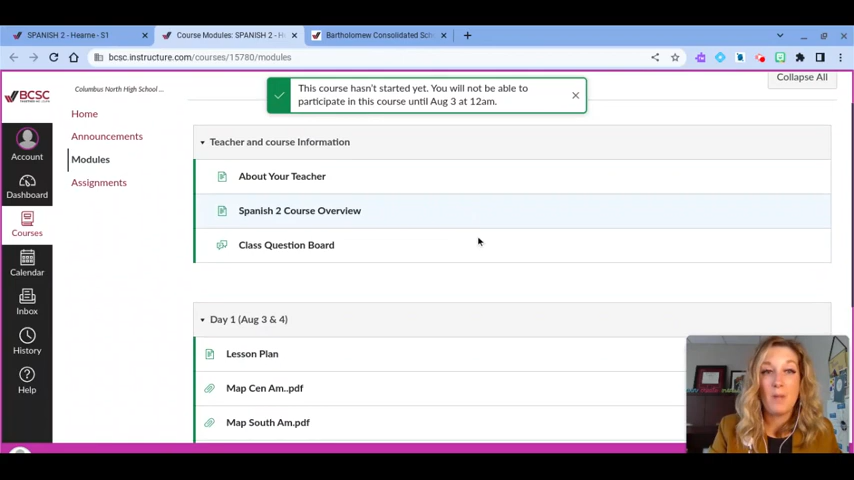 SPANISH 2 - Hearne - S1
Course Modules: SPANISH 2 - H
Bartholomew Consolidated Sch
bcsc.instructure.com/courses/15780/modules
Collapse All
This course hasn't started yet. You will not be able to
participate in this course until Aug 3 at 12am.
BCSC
Columbus North High School ...
Home
Announcements
Modules
Assignments
Account
Dashboard
Courses
Calendar
Inbox
History
Help
Teacher and course Information
About Your Teacher
Spanish 2 Course Overview
Class Question Board
Day 1 (Aug 3 & 4)
Lesson Plan
Map Cen Am..pdf
Map South Am.pdf